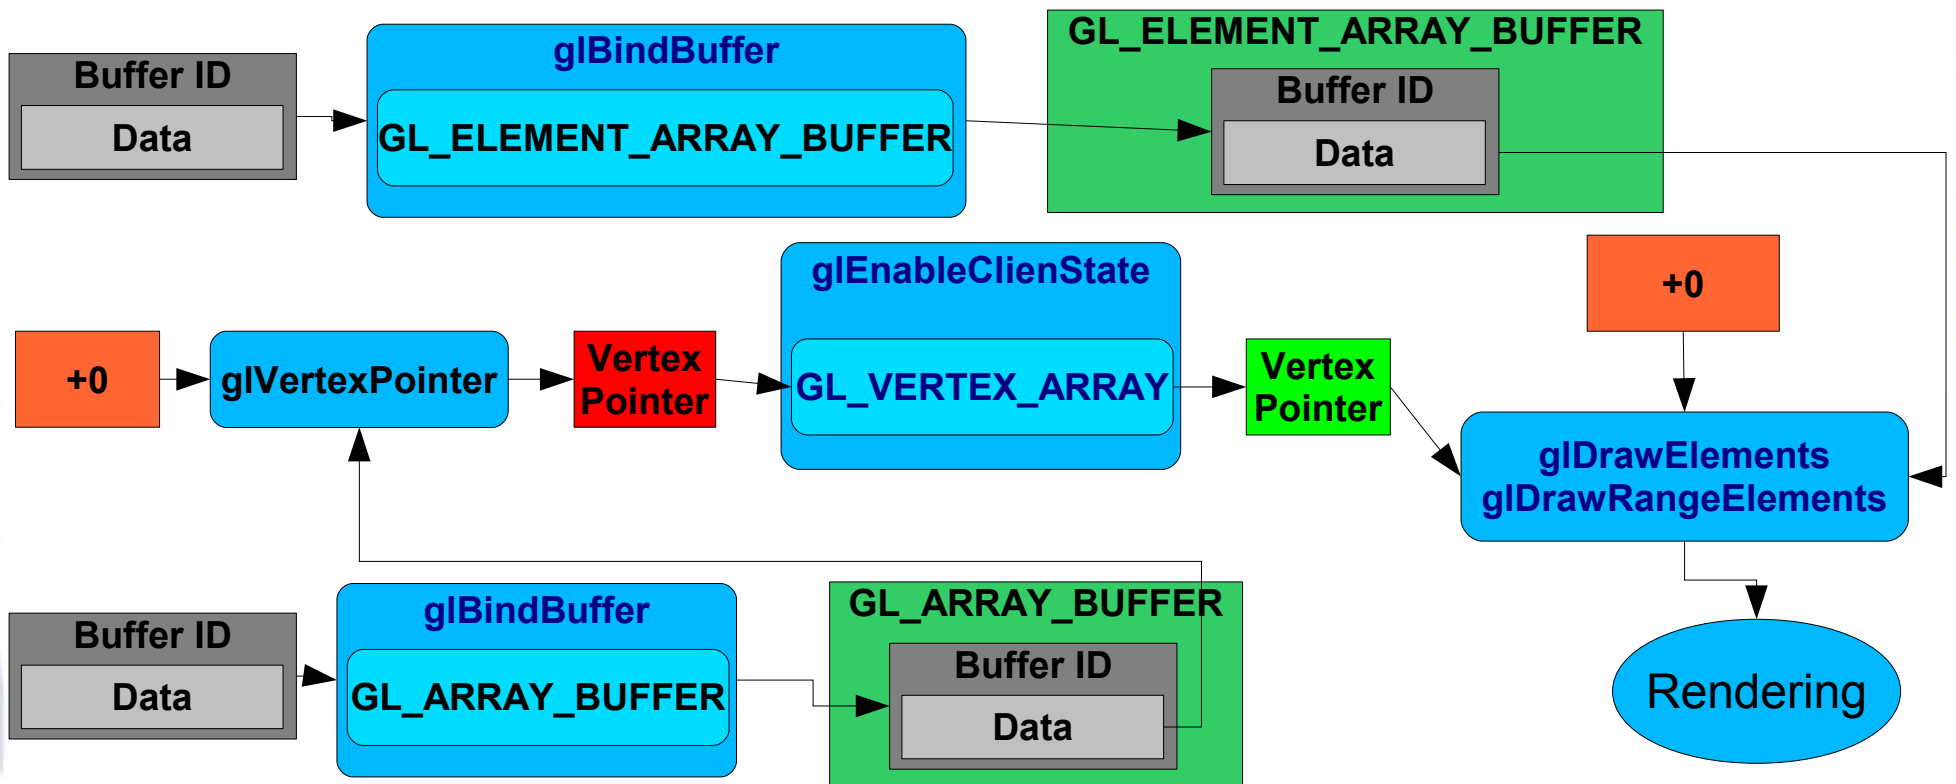 Buffer ID
Data
glBindBuffer
GL_ELEMENT_ARRAY_BUFFER
GL_ELEMENT_ARRAY_BUFFER
Buffer ID
Data
+0
glVertexPointer
Vertex
Pointer
glEnableClienState
GL_VERTEX_ARRAY
Vertex
Pointer
+0
glDrawElements
glDrawRangeElements
Buffer ID
Data
glBindBuffer
GL_ARRAY_BUFFER
GL_ARRAY_BUFFER
Buffer ID
Data
Rendering